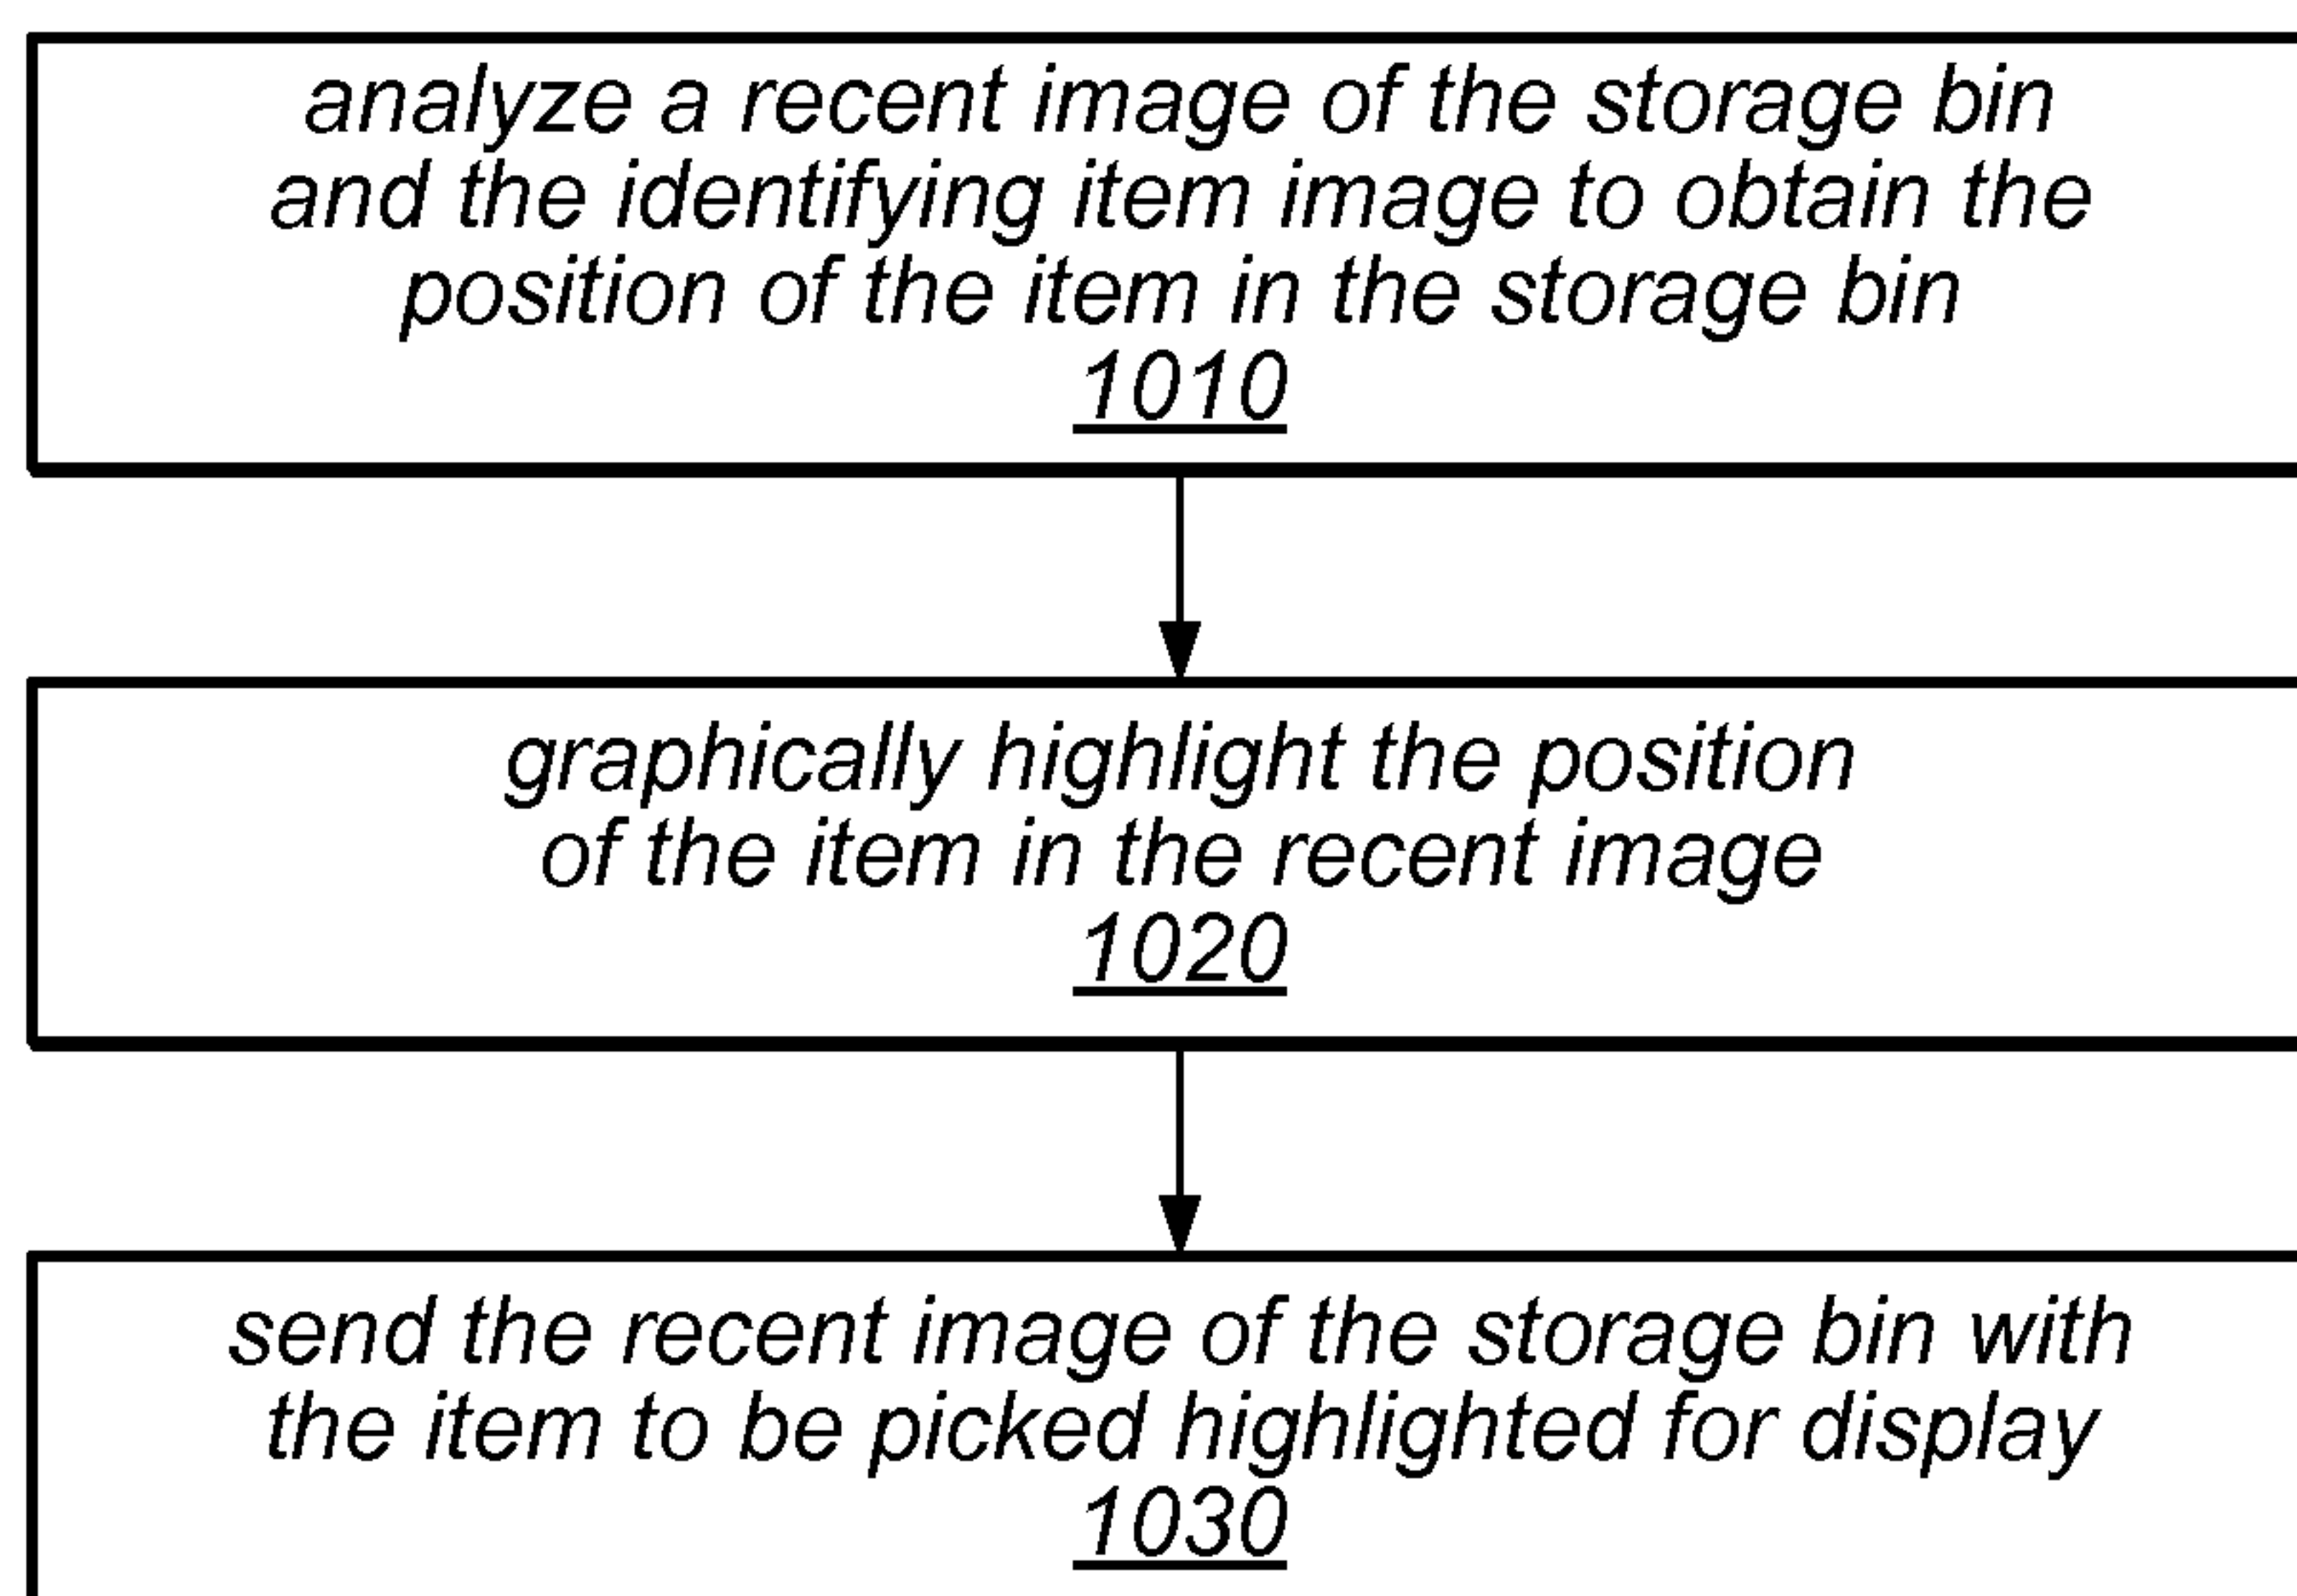 analyze a recent image of the storage bin
and the identifying item image to obtain the
position of the item in the storage bin
1010
graphically highlight the position
of the item in the recent image
1020
send the recent image of the storage bin with
the item to be picked highlighted for display
1030